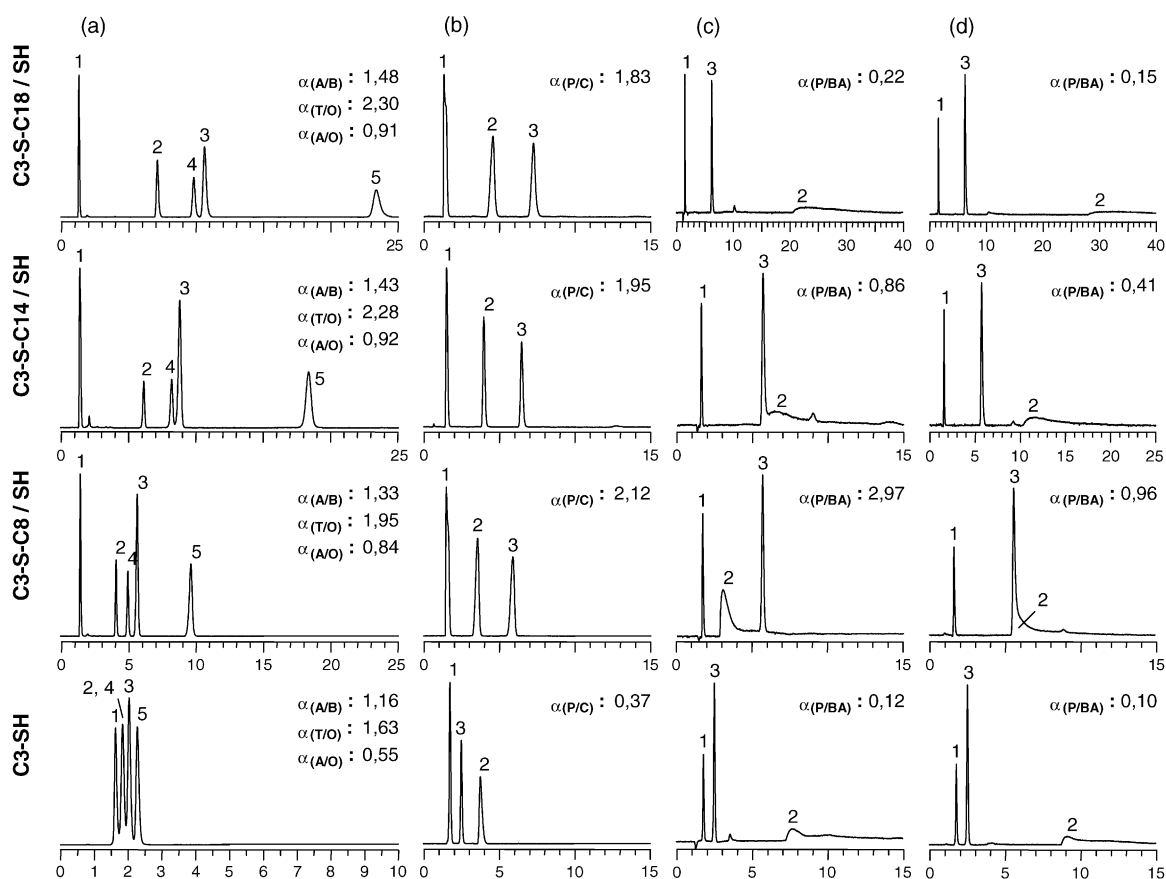 (a) (b) (c) (d)
C3-S-C18 / SH
1 2 4 3 5
α(A/B) : 1,48
α(T/O) : 2,30
α(A/O) : 0,91
0 25
1 2 3
α(P/C) : 1,83
0 15
1 3 2
α(P/BA) : 0,22
0 10 20 30 40
1 3 2
α(P/BA) : 0,15
0 10 20 30 40
C3-S-C14 / SH
1 2 4 3 5
α(A/B) : 1,43
α(T/O) : 2,28
α(A/O) : 0,92
0 25
1 2 3
α(P/C) : 1,95
0 15
1 3 2
α(P/BA) : 0,86
0 5 10 15
1 3 2
α(P/BA) : 0,41
0 5 10 15 20 25
C3-S-C8 / SH
1 2 4 3 5
α(A/B) : 1,33
α(T/O) : 1,95
α(A/O) : 0,84
0 5 10 15 20 25
1 2 3
α(P/C) : 2,12
0 15
1 2 3
α(P/BA) : 2,97
0 5 10 15
1 3 2
α(P/BA) : 0,96
0 5 10 15
C3-SH
2, 4 3
1 5
α(A/B) : 1,16
α(T/O) : 1,63
α(A/O) : 0,55
0 1 2 3 4 5 6 7 8 9 10
1 3 2
α(P/C) : 0,37
0 15
1 3 2
α(P/BA) : 0,12
0 5 10 15
1 3 2
α(P/BA) : 0,10
0 5 10 15